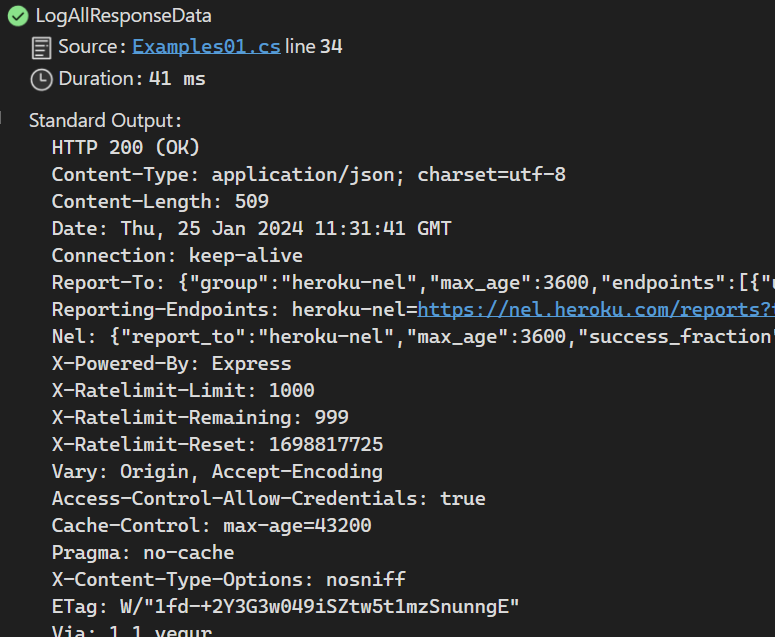 LogAllResponseData
Source: Examples01.cs line 34
Duration: 41 ms
Standard Output:
HTTP 200 (OK)
Content-Type: application/json; charset=utf-8
Content-Length: 509
Date: Thu, 25 Jan 2024 11:31:41 GMT
Connection: keep-alive
Report-To: {"group":"heroku-nel","max_age":3600,"endpoints":[{"
Reporting-Endpoints: heroku-nel=https://nel.heroku.com/reports?
Nel: {"report_to":"heroku-nel","max_age":3600,"success_fraction"
X-Powered-By: Express
X-Ratelimit-Limit: 1000
X-Ratelimit-Remaining: 999
X-Ratelimit-Reset: 1698817725
Vary: Origin, Accept-Encoding
Access-Control-Allow-Credentials: true
Cache-Control: max-age=43200
Pragma: no-cache
X-Content-Type-Options: nosniff
ETag: W/"1fd-+2Y3G3w049iSZtw5t1mzSnunngE"
Via: 1.1 vegur